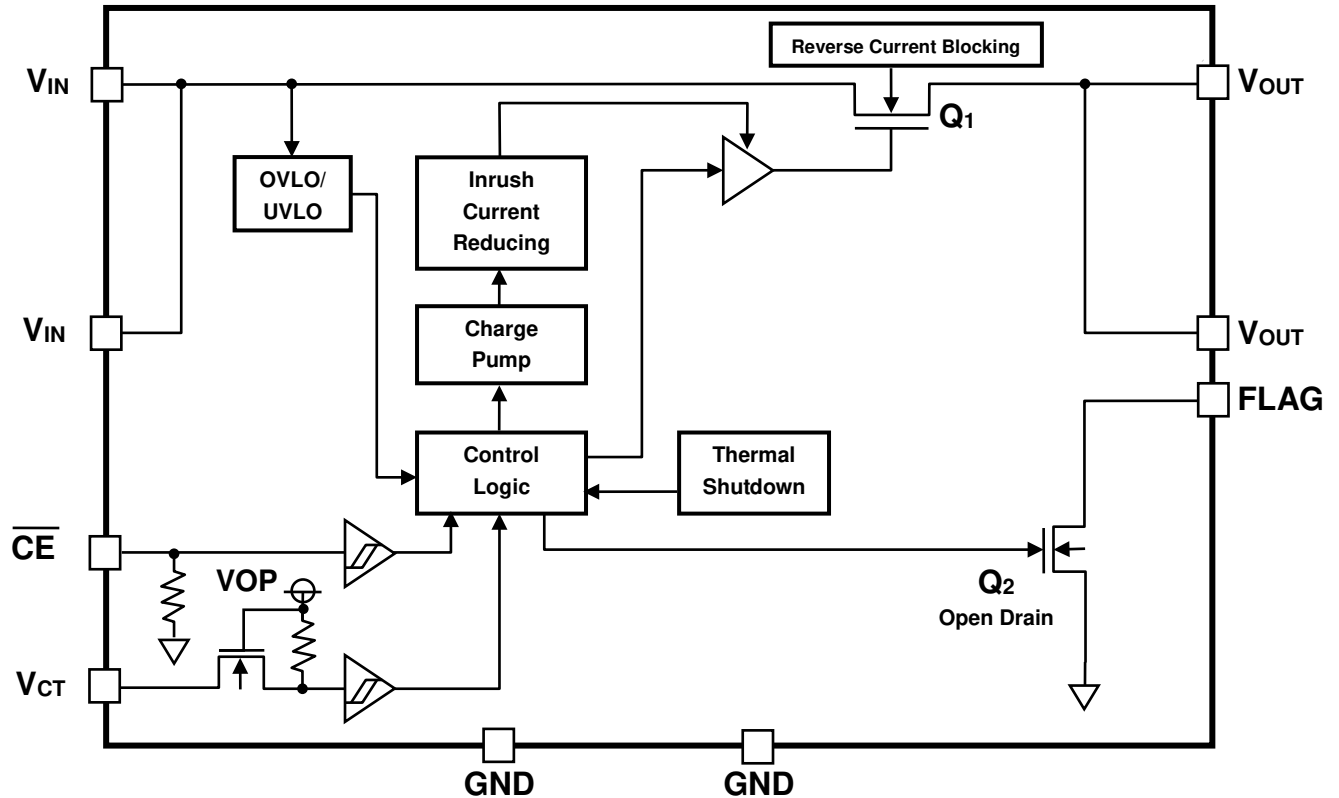 Reverse Current Blocking
VIN
VOUT
Q1
OVLO/
UVLO
Inrush
Current
Reducing
VIN
Charge
Pump
VOUT
FLAG
Control
Logic
Thermal
Shutdown
CE
VOP
Q2
Open Drain
VCT
GND
GND